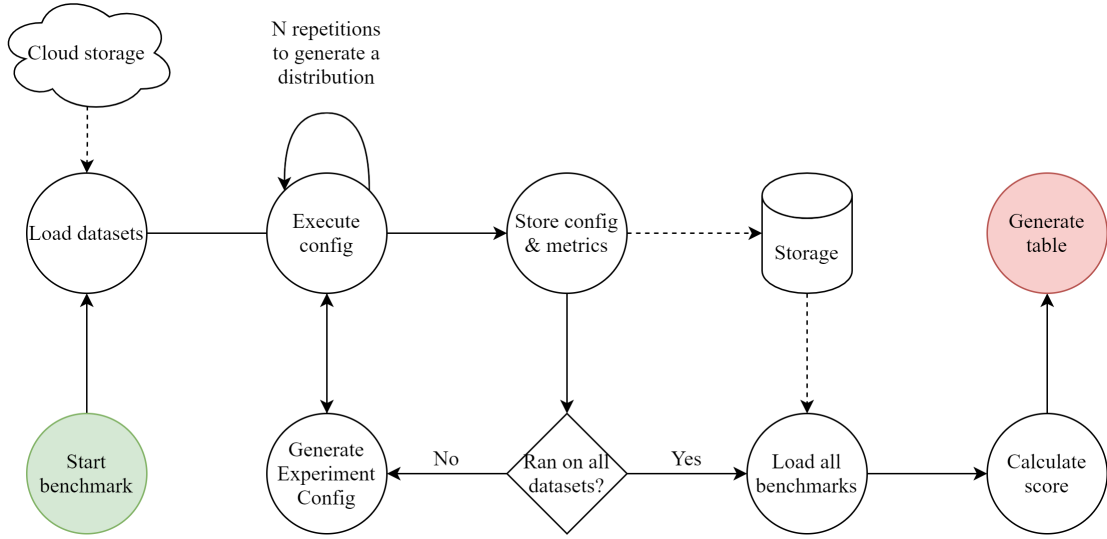 Cloud storage
N repetitions
to generate a
distribution
Load datasets
Execute
config
Store config
& metrics
Storage
Generate
table
Start
benchmark
Generate
Experiment
Config
No
Ran on all
datasets?
Yes
Load all
benchmarks
Calculate
score